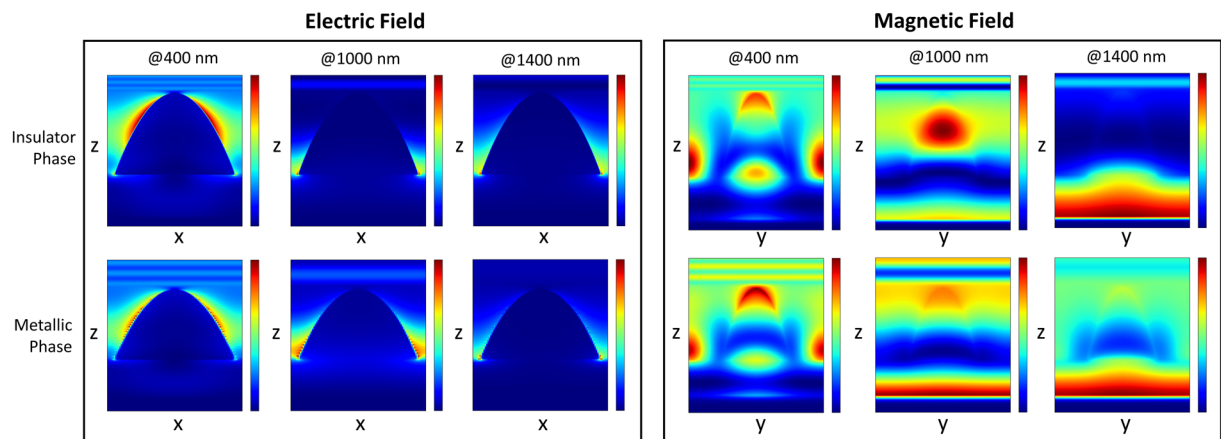 Electric Field
Magnetic Field
@400 nm
@1000 nm
@1400 nm
@400 nm
@1000 nm
@1400 nm
Insulator
Phase
z
z
z
z
z
z
x
x
x
y
y
y
Metallic
Phase
z
z
z
z
z
z
x
x
x
y
y
y